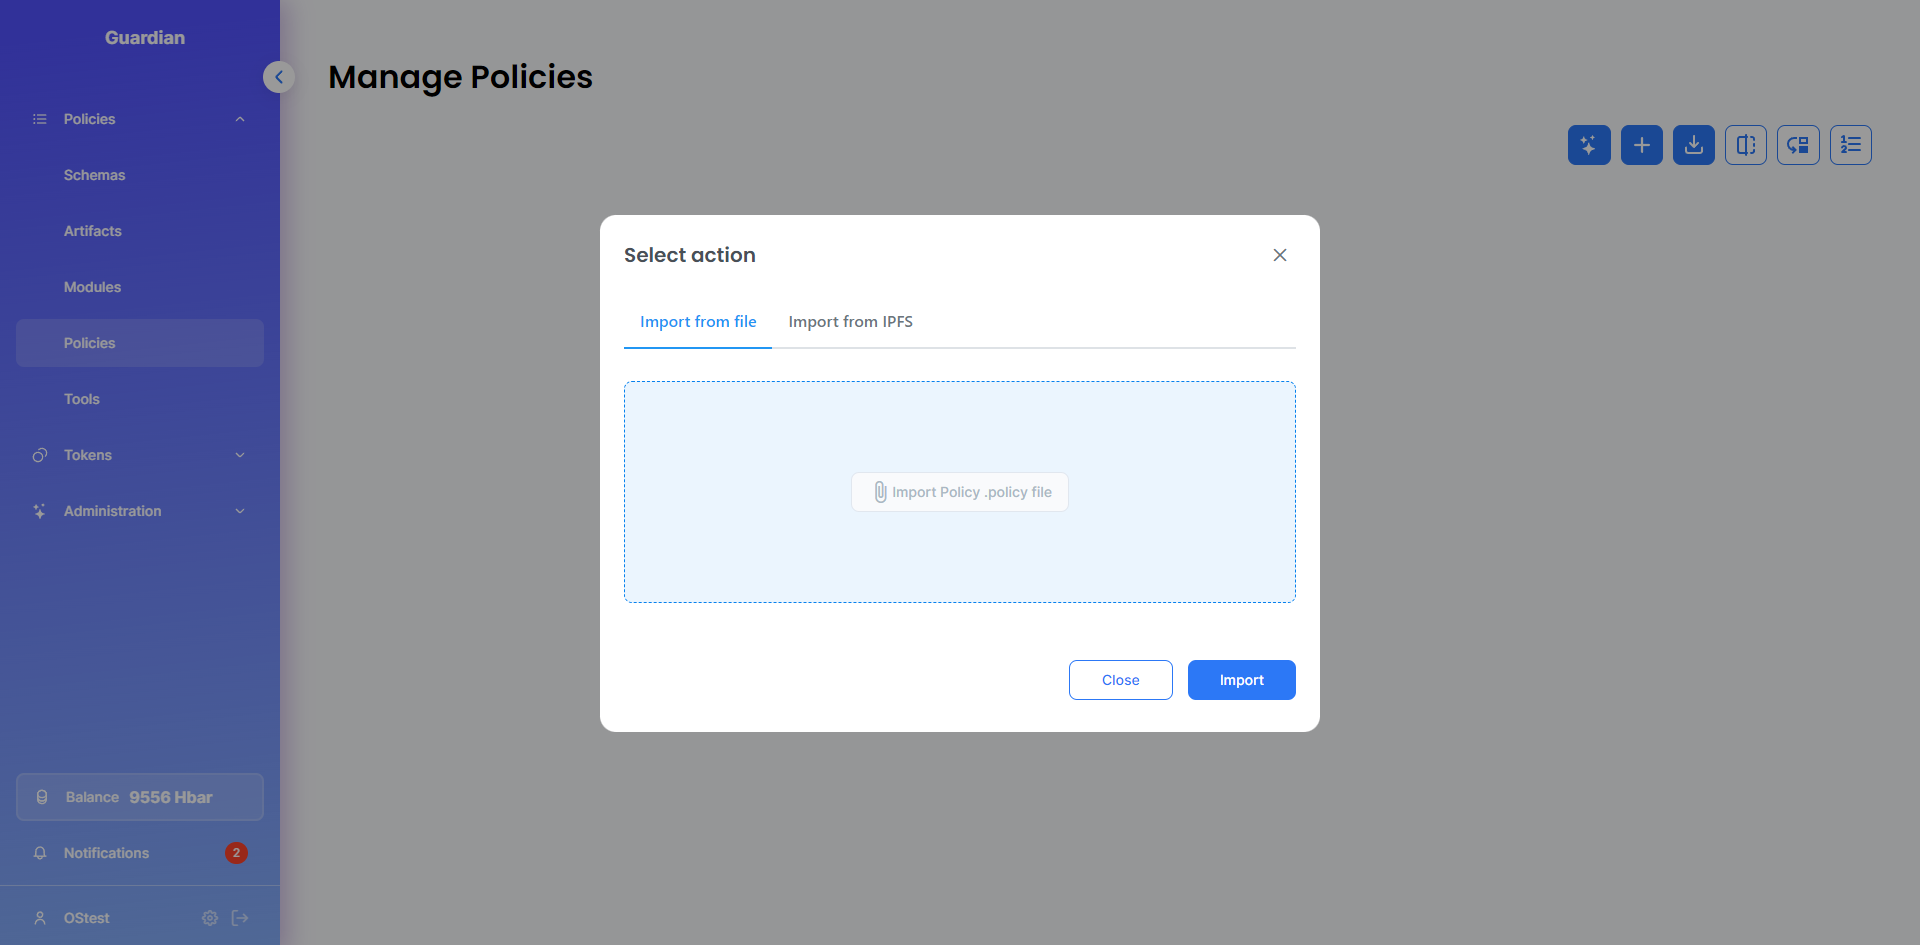 Guardian
Manage Policies
Policies
Schemas
Artifacts
Modules
Policies
Tools
Tokens
Administration
Select action
Import from file
Import from IPFS
Import Policy .policy file
Close
Import
Balance 9556 Hbar
Notifications
2
OStest